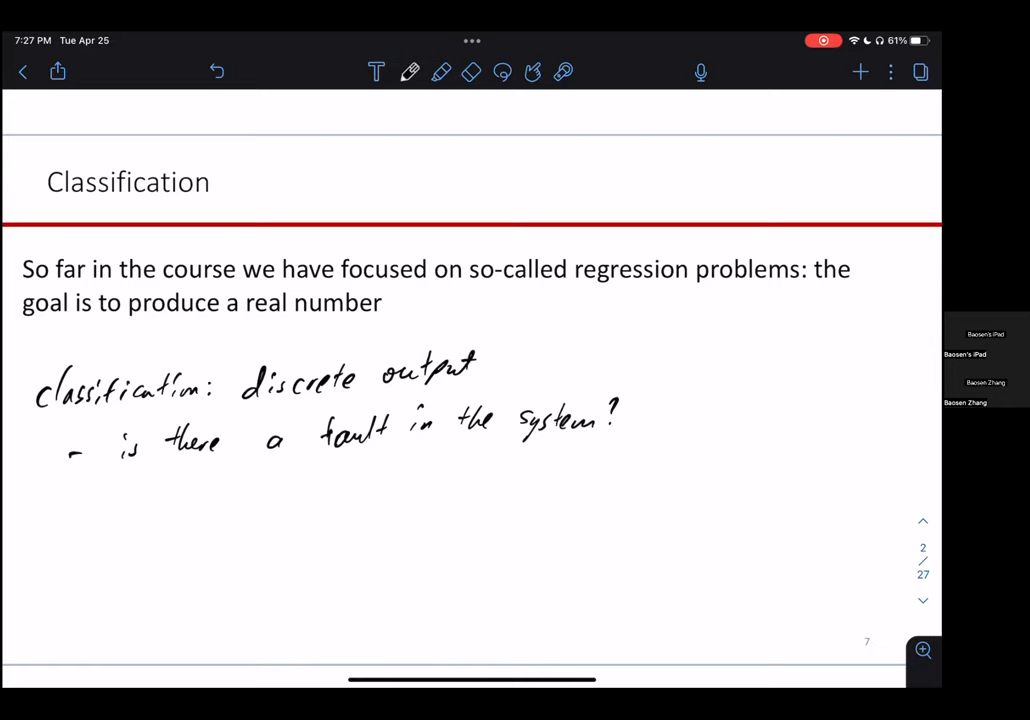 7:27 PM Tue Apr 25
61%
Classification
So far in the course we have focused on so-called regression problems: the
goal is to produce a real number
classification: discrete output
- is there a fault in the system?
Baosen's iPad
Baosen's iPad
Baosen Zhang
Baosen Zhang
2
/
27
7